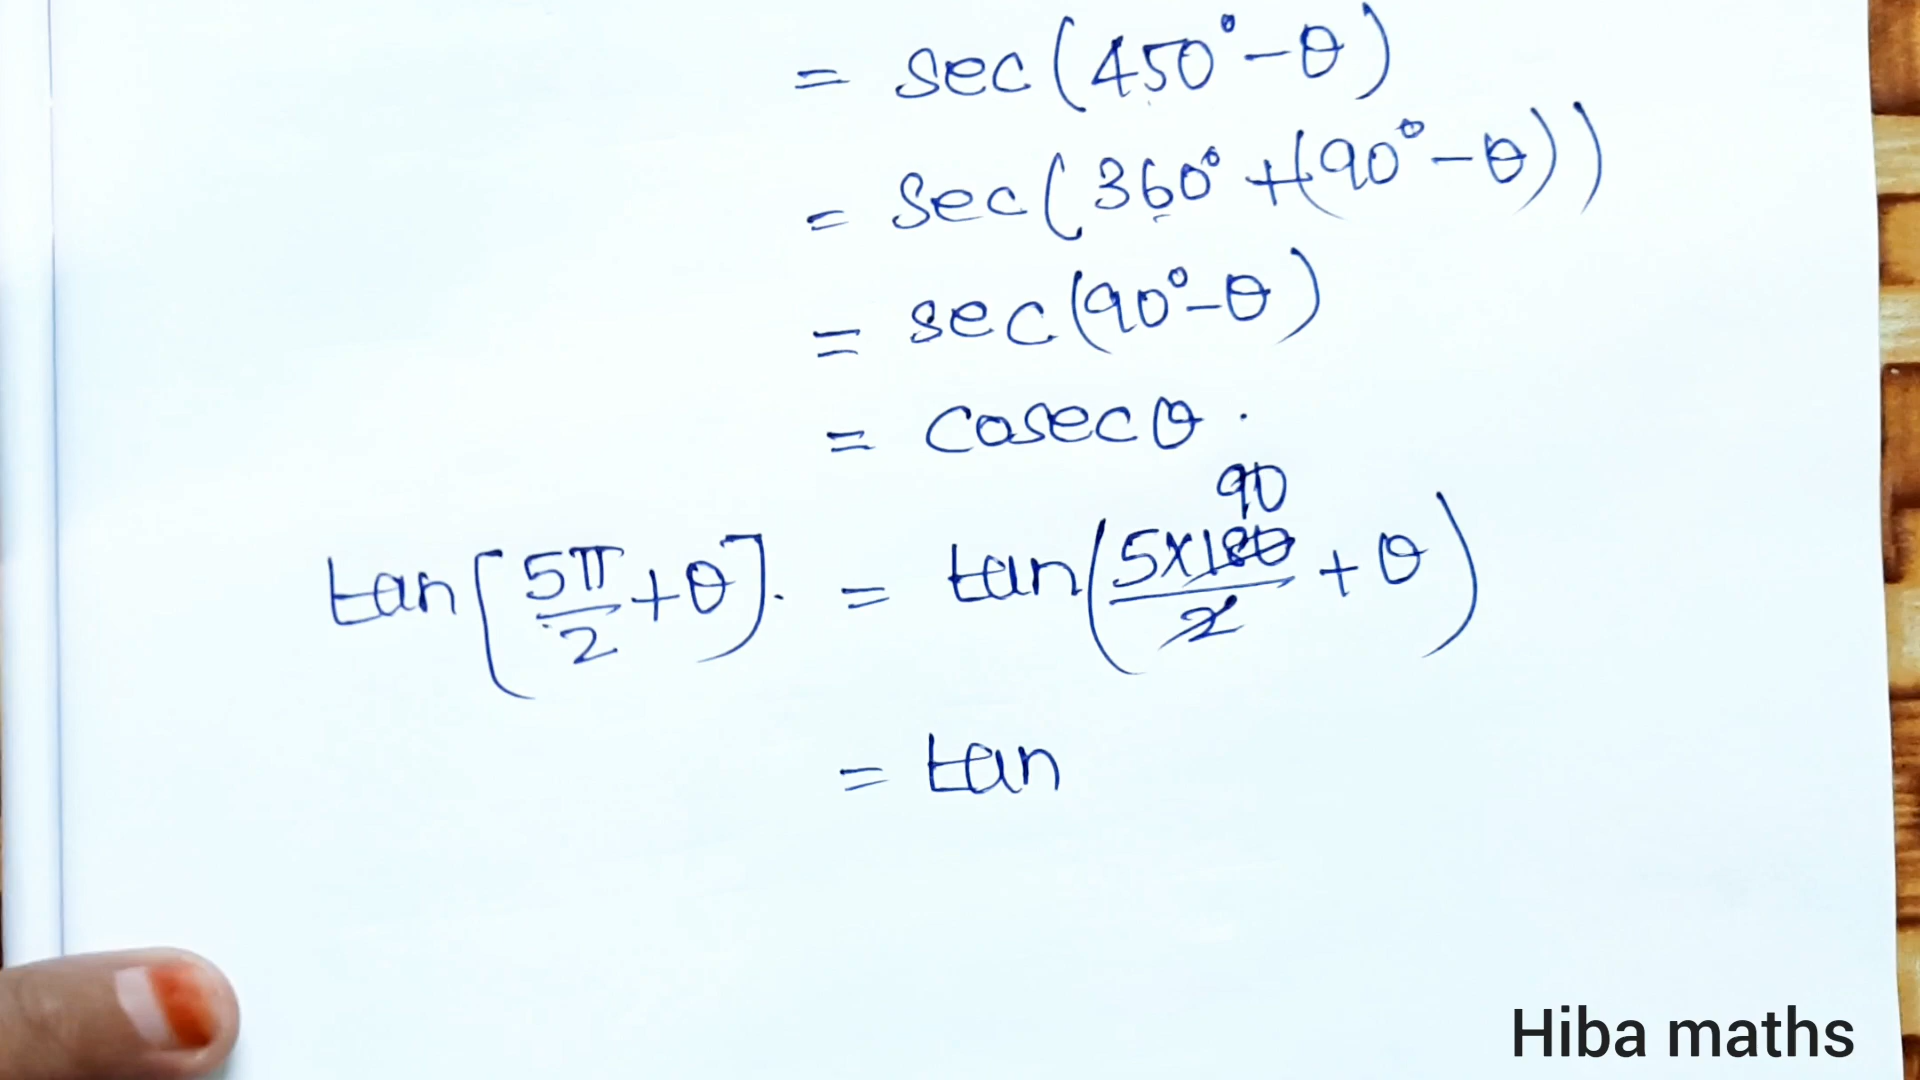 = sec(450°-θ)
= sec(360°+(90°-θ))
= sec(90°-θ)
= cosecθ.
90
tan[5π/2+θ]. = tan(5×180/2 + θ)
= tan
Hiba maths